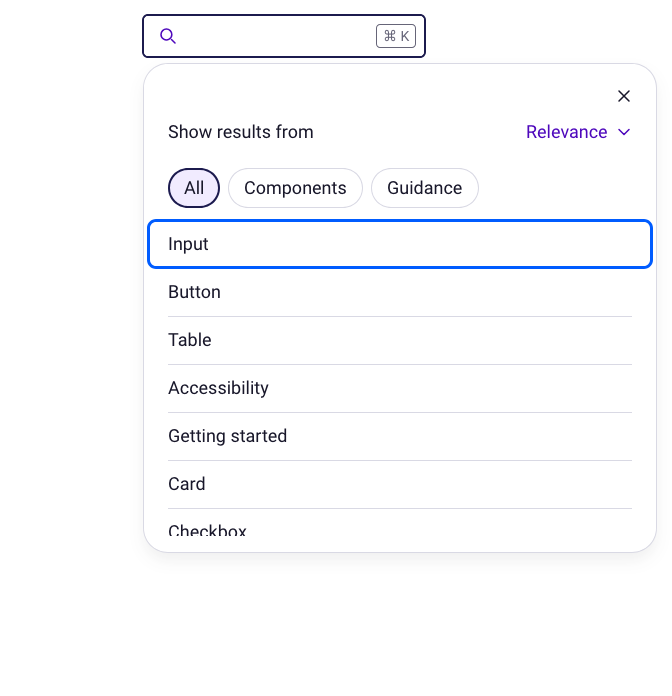 ⌘ K
Show results from
Relevance
All Components Guidance
Input
Button
Table
Accessibility
Getting started
Card
Checkbox